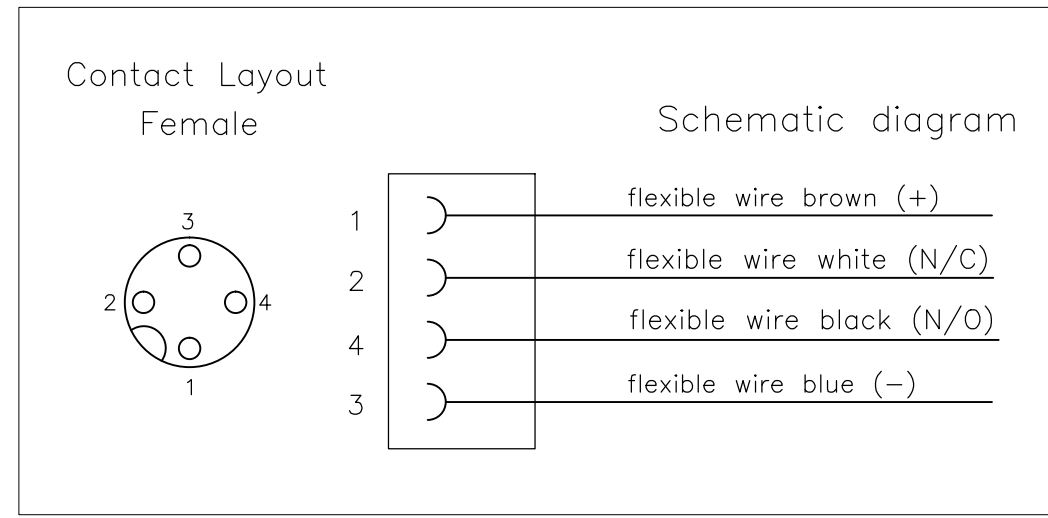 Contact Layout
Female
Schematic diagram
3
2
4
1
1
flexible wire brown (+)
2
flexible wire white (N/C)
4
flexible wire black (N/O)
3
flexible wire blue (−)